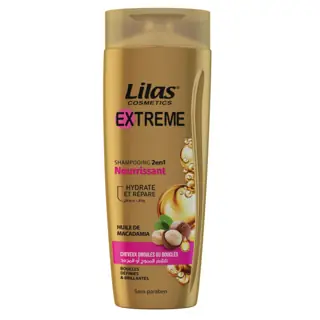 Lilas
COSMETICS
EXTREME
SHAMPOOING 2en1
Nourrissant
HYDRATE
ET RÉPARE
HUILE DE
MACADAMIA
CHEVEUX ONDULÉS OU BOUCLÉS
BOUCLES
DÉFINIES
& BRILLANTES
Sans paraben